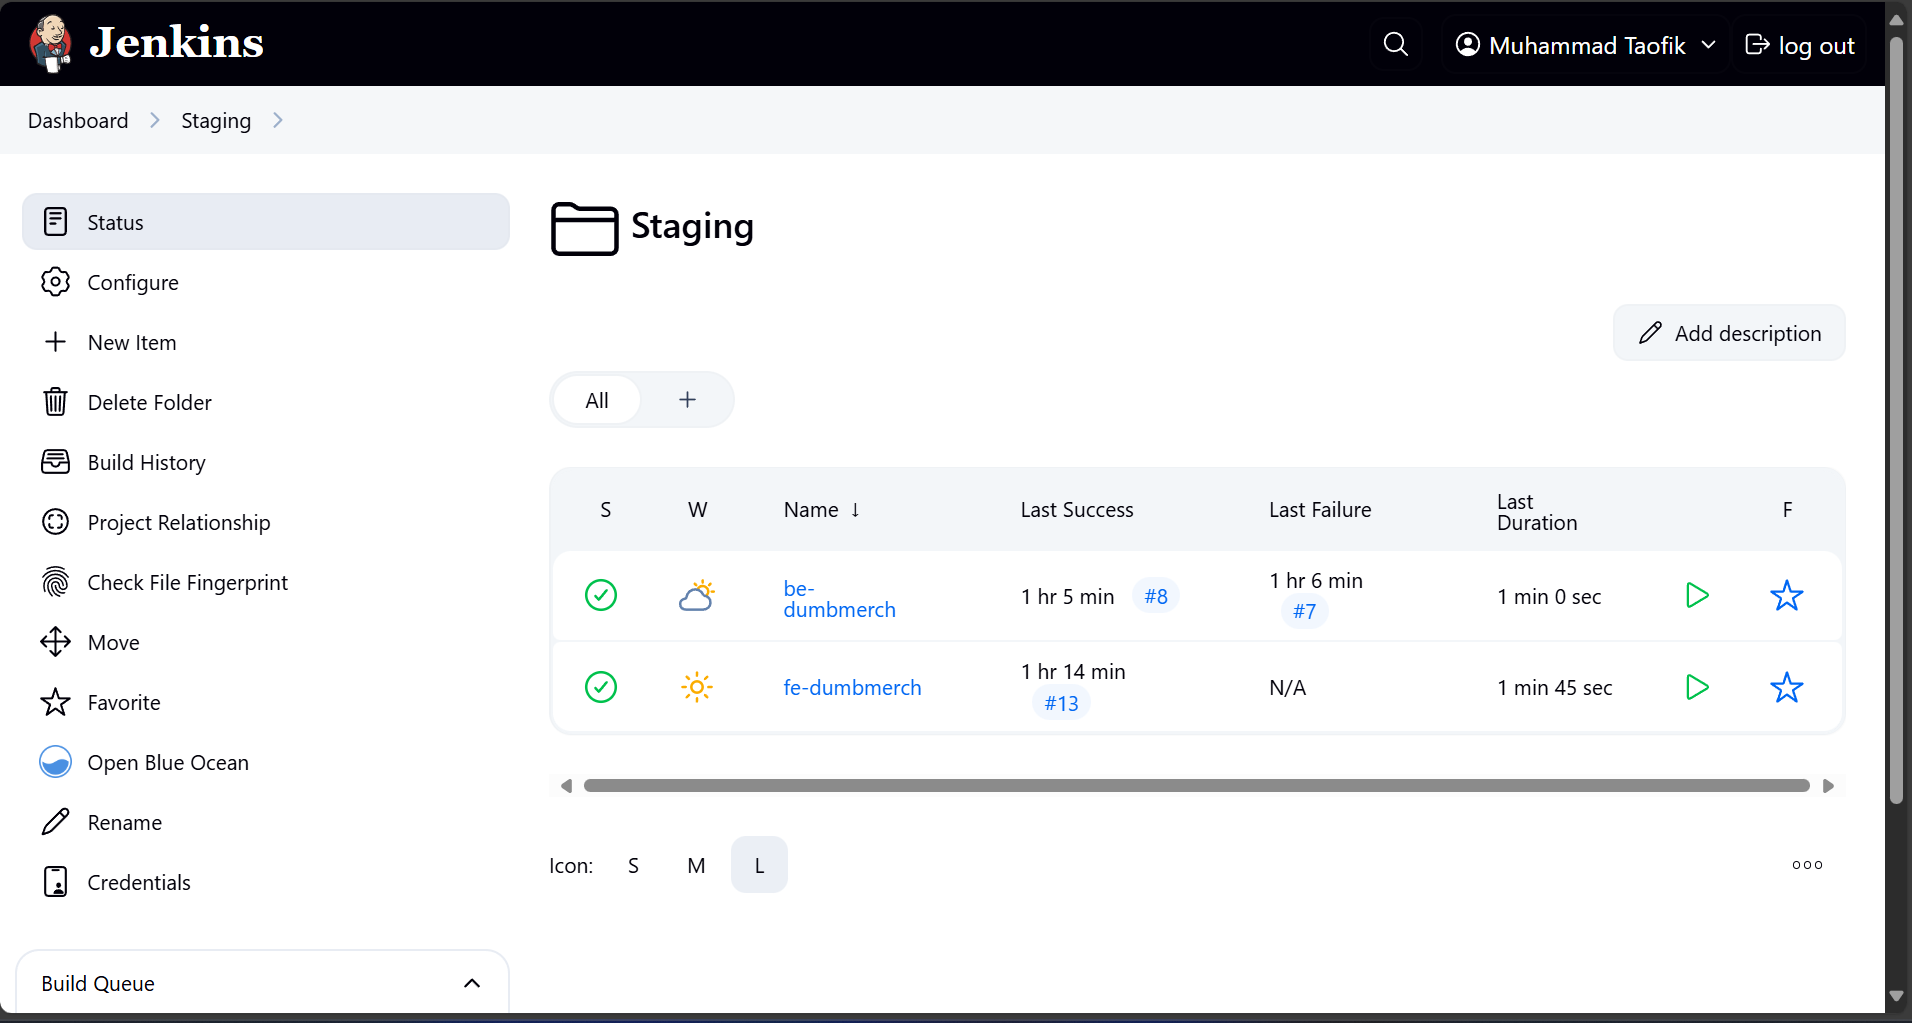 Jenkins
Muhammad Taofik
log out
Dashboard
Staging
Status
Configure
New Item
Delete Folder
Build History
Project Relationship
Check File Fingerprint
Move
Favorite
Open Blue Ocean
Rename
Credentials
Build Queue
Staging
Add description
All +
S W Name ↓ Last Success Last Failure Last Duration F
be-dumbmerch 1 hr 5 min #8 1 hr 6 min #7 1 min 0 sec
fe-dumbmerch 1 hr 14 min #13 N/A 1 min 45 sec
Icon: S M L